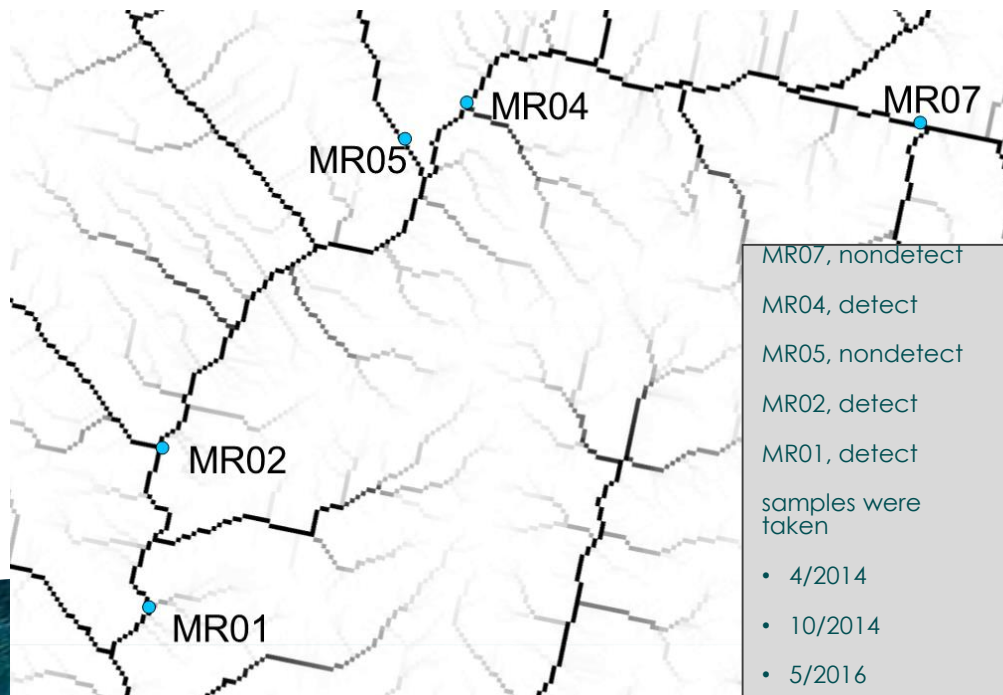 MR04
MR07
MR05
MR02
MR01
MR07, nondetect
MR04, detect
MR05, nondetect
MR02, detect
MR01, detect
samples were
taken
• 4/2014
• 10/2014
• 5/2016